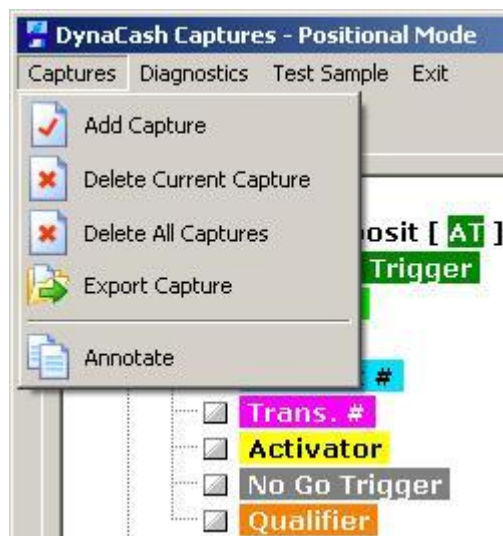 DynaCash Captures - Positional Mode
Captures Diagnostics Test Sample Exit
Add Capture
Delete Current Capture
Delete All Captures
osit [ AT ]
Export Capture
Trigger
Annotate
#
Trans. #
Activator
No Go Trigger
Qualifier